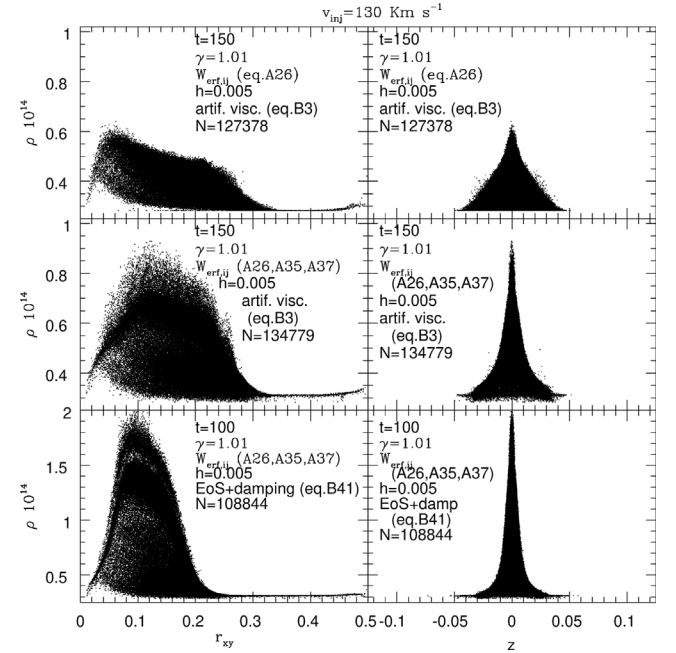 v_inj=130 Km s⁻¹
1
0.8
0.6
0.4
ρ 10¹⁴
t=150
γ=1.01
W_erf,ij (eq.A26)
h=0.005
artif. visc. (eq.B3)
N=127378
t=150
γ=1.01
W_erf,ij (eq.A26)
h=0.005
artif. visc. (eq.B3)
N=127378
1
0.8
0.6
0.4
ρ 10¹⁴
t=150
γ=1.01
W_erf,ij (A26,A35,A37)
h=0.005
artif. visc.
(eq.B3)
N=134779
t=150
γ=1.01
W_erf,ij
(A26,A35,A37)
h=0.005
artif. visc.
(eq.B3)
N=134779
2
1.5
1
0.5
ρ 10¹⁴
t=100
γ=1.01
W_erf,ij (A26,A35,A37)
h=0.005
EoS+damping (eq.B41)
N=108844
t=100
γ=1.01
W_erf,ij
(A26,A35,A37)
h=0.005
EoS+damp
(eq.B41)
N=108844
0 0.1 0.2 0.3 0.4 0.5 -0.1 -0.05 0 0.05 0.1
r_xy
z